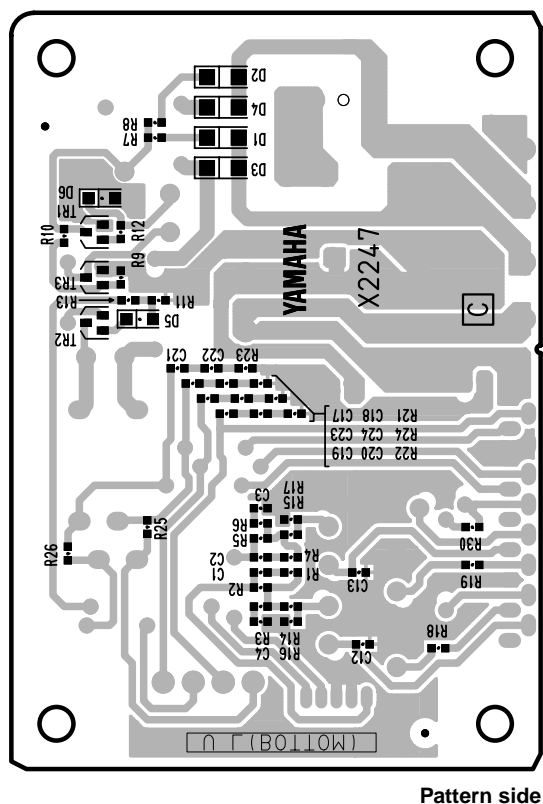 D2
D4
R8
R7
D1
D3
D6
TR1
R10
R12
R9
TR3
R13
R11
TR2
D5
YAMAHA
X2247
C
C21 C22 R23
C17 C18 R21
C23 C24 R24
C19 C20 R22
C3
R17
R15
R6
R5
R25
R26
C2
C1
R4
R1
R2
C13
R30
R19
R3
C4
R14
R16
C12
R18
U L(BOTTOM)
Pattern side